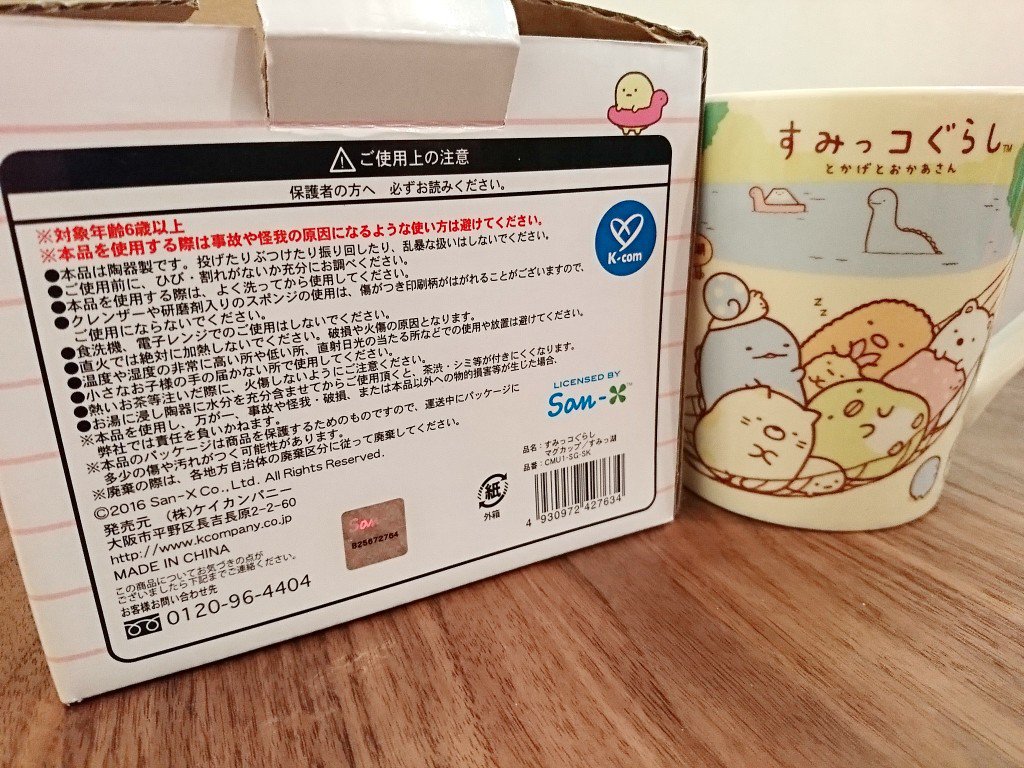 ⚠ご使用上の注意
保護者の方へ 必ずお読みください。
※対象年齢6歳以上
※本品を使用する際は事故や怪我の原因になるような使い方は避けてください。
●本品は陶器製です。投げたりぶつけたり振り回したり、乱暴な扱いはしないでください。
●ご使用前に、ひび・割れがないか充分にお調べください。
●本品を使用する際は、よく洗ってから使用してください。
●クレンザーや研磨剤入りのスポンジの使用は、傷がつき印刷柄がはがれることがございますので、
ご使用にならないでください。
●食洗機、電子レンジでのご使用はしないでください。
●直火では絶対に加熱しないでください。破損や火傷の原因となります。
●温度や湿度の非常に高い所や低い所、直射日光の当たる所などでの使用や放置は避けてください。
●小さなお子様の手の届かない所で使用してください。
●熱いお茶等注いだ際に、火傷しないようにご注意ください。
●お湯に浸し陶器に水分を充分含ませてからご使用頂くと、茶渋・シミ等が付きにくくなります。
※本品を使用し、万が一、事故や怪我・破損、または本品以外への物的損害等が生じた場合、
弊社では責任を負いかねます。
※本品のパッケージは商品を保護するためのものですので、運送中にパッケージに
多少の傷や汚れがつく可能性があります。
※廃棄の際は、各地方自治体の廃棄区分に従って廃棄してください。
©2016 San-X Co., Ltd. All Rights Reserved.
発売元 (株)ケイカンパニー
大阪市平野区長吉長原2-2-60
http://www.kcompany.co.jp
MADE IN CHINA
この商品についてお気づきの点が
ございましたら下記までご連絡ください。
お客様お問い合わせ先
0120-96-4404
K-com
LICENSED BY
San-X™
品名:すみっコぐらし
マグカップ/すみっ湖
品番:CMU1-SG-SK
紙
外箱
4 930972 427634
San-X
B25672764
すみっコぐらし™
とかげとおかあさん
z z